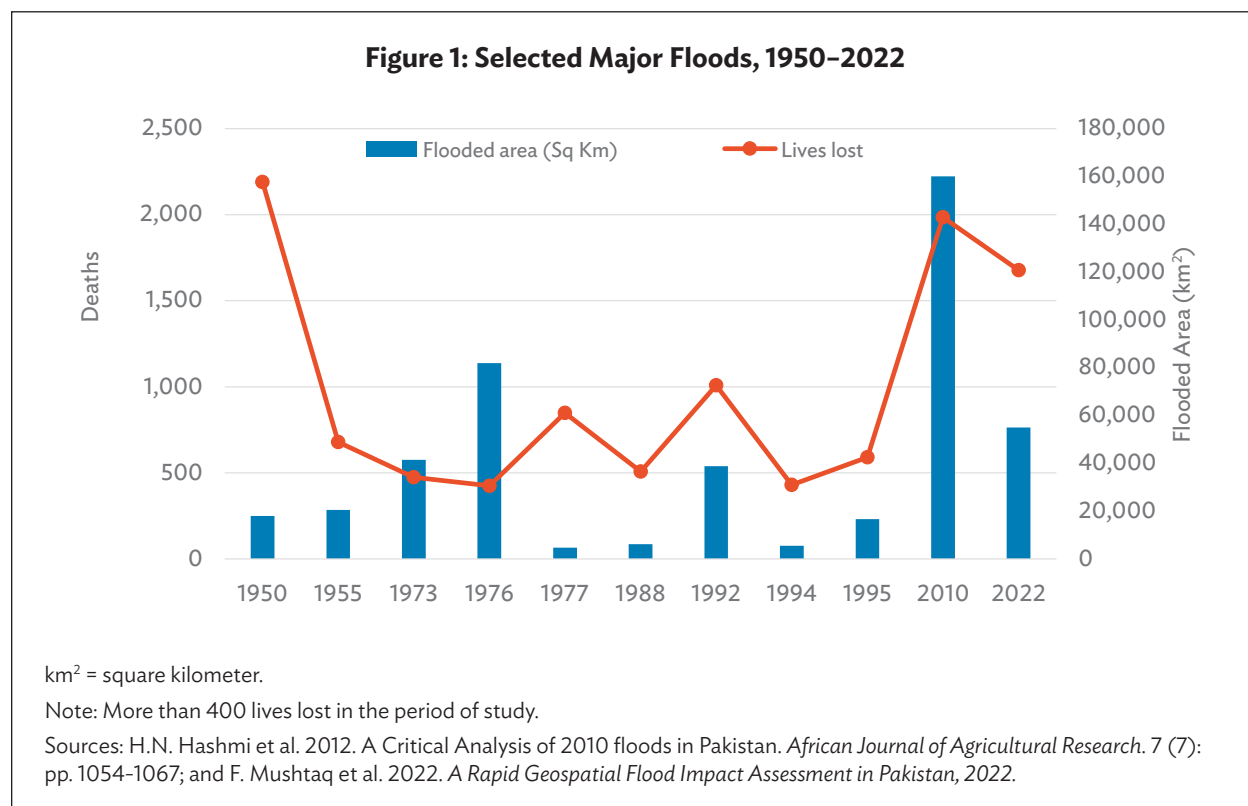 Figure 1: Selected Major Floods, 1950–2022
2,500
2,000
1,500
1,000
500
0
Deaths
Flooded area (Sq Km)
Lives lost
180,000
160,000
140,000
120,000
100,000
80,000
60,000
40,000
20,000
0
Flooded Area (km²)
1950 1955 1973 1976 1977 1988 1992 1994 1995 2010 2022
km² = square kilometer.
Note: More than 400 lives lost in the period of study.
Sources: H.N. Hashmi et al. 2012. A Critical Analysis of 2010 floods in Pakistan. African Journal of Agricultural Research. 7 (7):
pp. 1054–1067; and F. Mushtaq et al. 2022. A Rapid Geospatial Flood Impact Assessment in Pakistan, 2022.